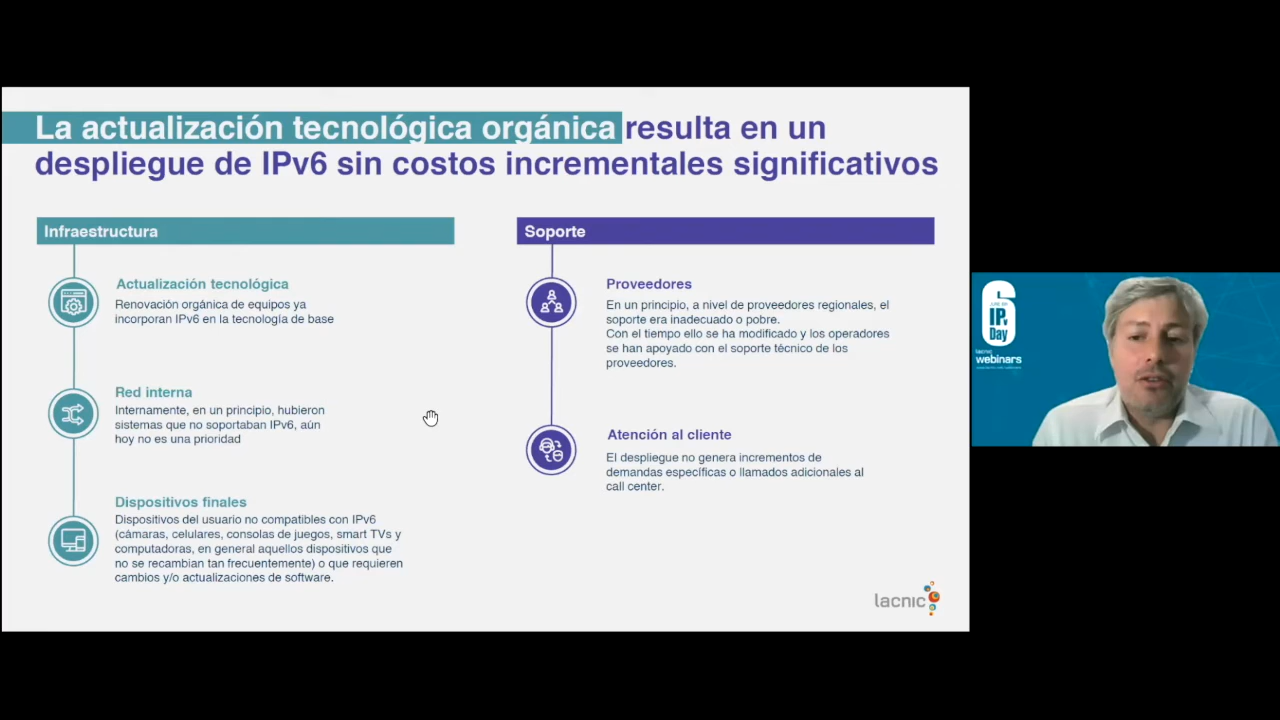 La actualización tecnológica orgánica resulta en un
despliegue de IPv6 sin costos incrementales significativos
Infraestructura
Actualización tecnológica
Renovación orgánica de equipos ya
incorporan IPv6 en la tecnología de base
Red interna
Internamente, en un principio, hubieron
sistemas que no soportaban IPv6, aún
hoy no es una prioridad
Dispositivos finales
Dispositivos del usuario no compatibles con IPv6
(cámaras, celulares, consolas de juegos, smart TVs y
computadoras, en general aquellos dispositivos que
no se recambian tan frecuentemente) o que requieren
cambios y/o actualizaciones de software.
Soporte
Proveedores
En un principio, a nivel de proveedores regionales, el
soporte era inadecuado o pobre.
Con el tiempo ello se ha modificado y los operadores
se han apoyado con el soporte técnico de los
proveedores.
Atención al cliente
El despliegue no genera incrementos de
demandas específicas o llamados adicionales al
call center.
lacnic
6
IPv
Day
lacnic
webinars